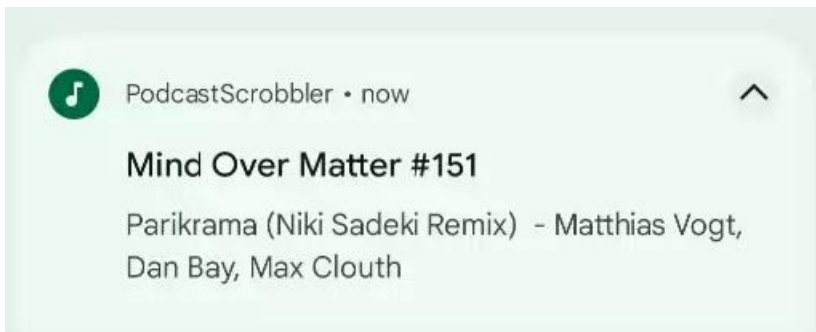 PodcastScrobbler • now
Mind Over Matter #151
Parikrama (Niki Sadeki Remix)  - Matthias Vogt,
Dan Bay, Max Clouth